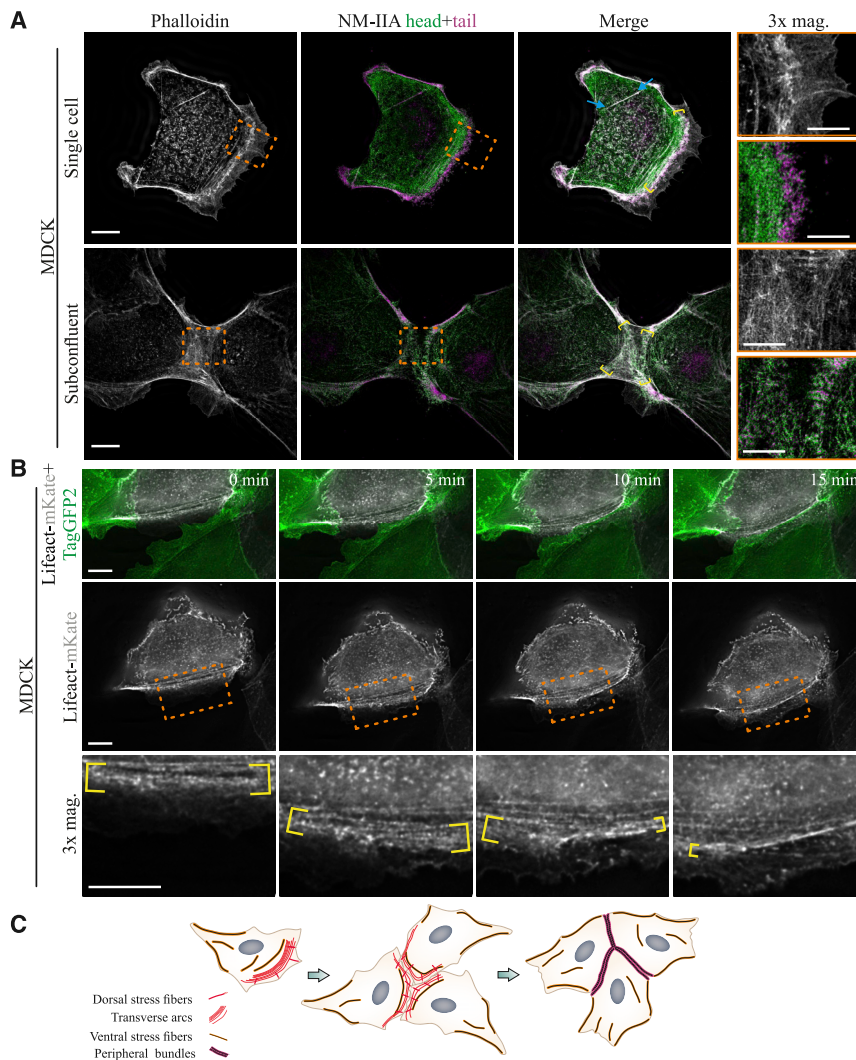 A
Phalloidin
NM-IIA head+tail
Merge
3x mag.
MDCK
Single cell
Subconfluent
B
MDCK
Lifeact-mKate+
TagGFP2
0 min
5 min
10 min
15 min
Lifeact-mKate
3x mag.
C
Dorsal stress fibers
Transverse arcs
Ventral stress fibers
Peripheral bundles